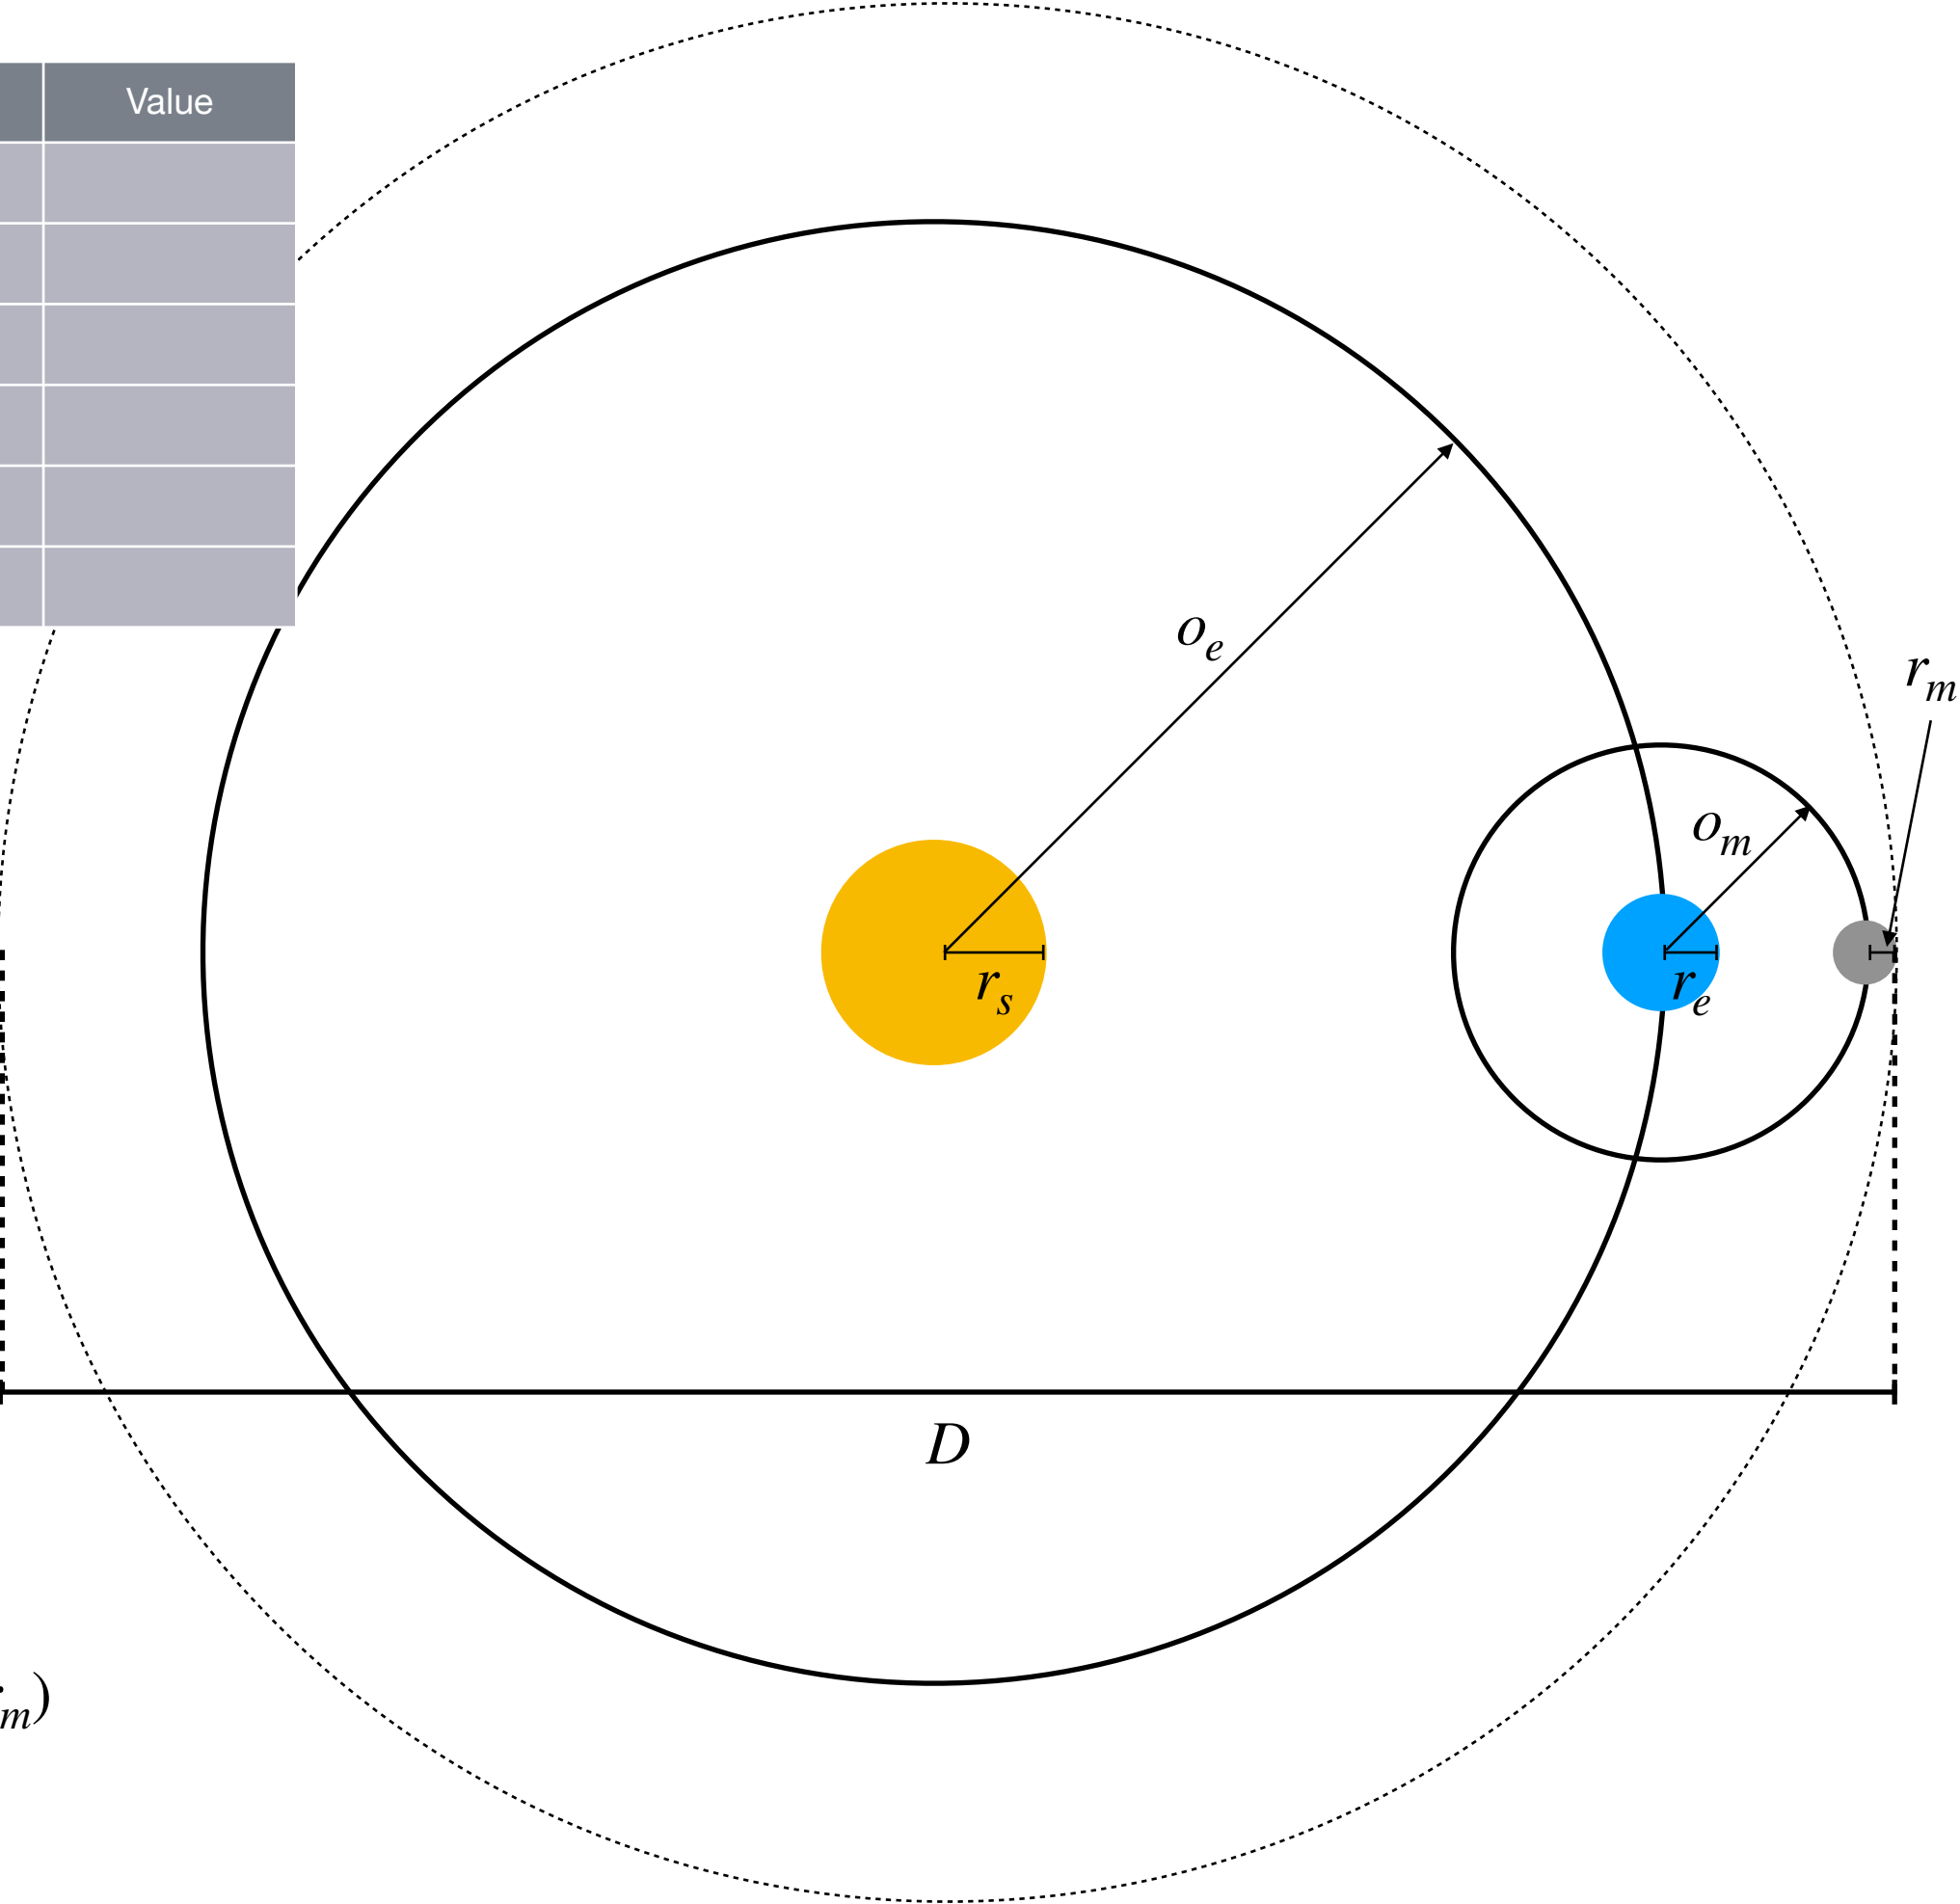 Value
o_e
r_m
o_m
r_s
r_e
D
m)